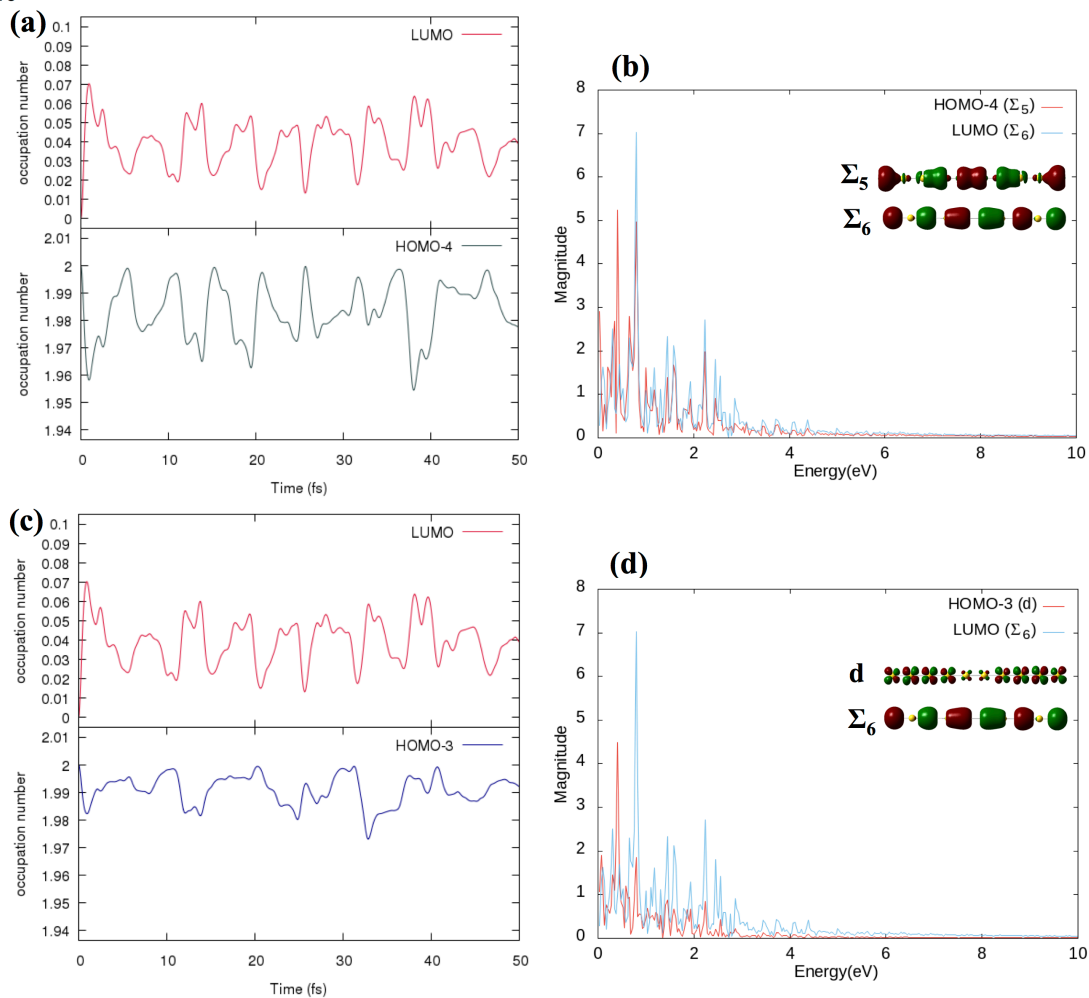 (a)
LUMO
occupation number
0.1
0.09
0.08
0.07
0.06
0.05
0.04
0.03
0.02
0.01
0
HOMO-4
occupation number
2.01
2
1.99
1.98
1.97
1.96
1.95
1.94
0 10 20 30 40 50
Time (fs)
(b)
HOMO-4 (Σ5)
LUMO (Σ6)
Σ5
Σ6
Magnitude
8
7
6
5
4
3
2
1
0
0 2 4 6 8 10
Energy(eV)
(c)
LUMO
occupation number
0.1
0.09
0.08
0.07
0.06
0.05
0.04
0.03
0.02
0.01
0
HOMO-3
occupation number
2.01
2
1.99
1.98
1.97
1.96
1.95
1.94
0 10 20 30 40 50
Time (fs)
(d)
HOMO-3 (d)
LUMO (Σ6)
d
Σ6
Magnitude
8
7
6
5
4
3
2
1
0
0 2 4 6 8 10
Energy(eV)